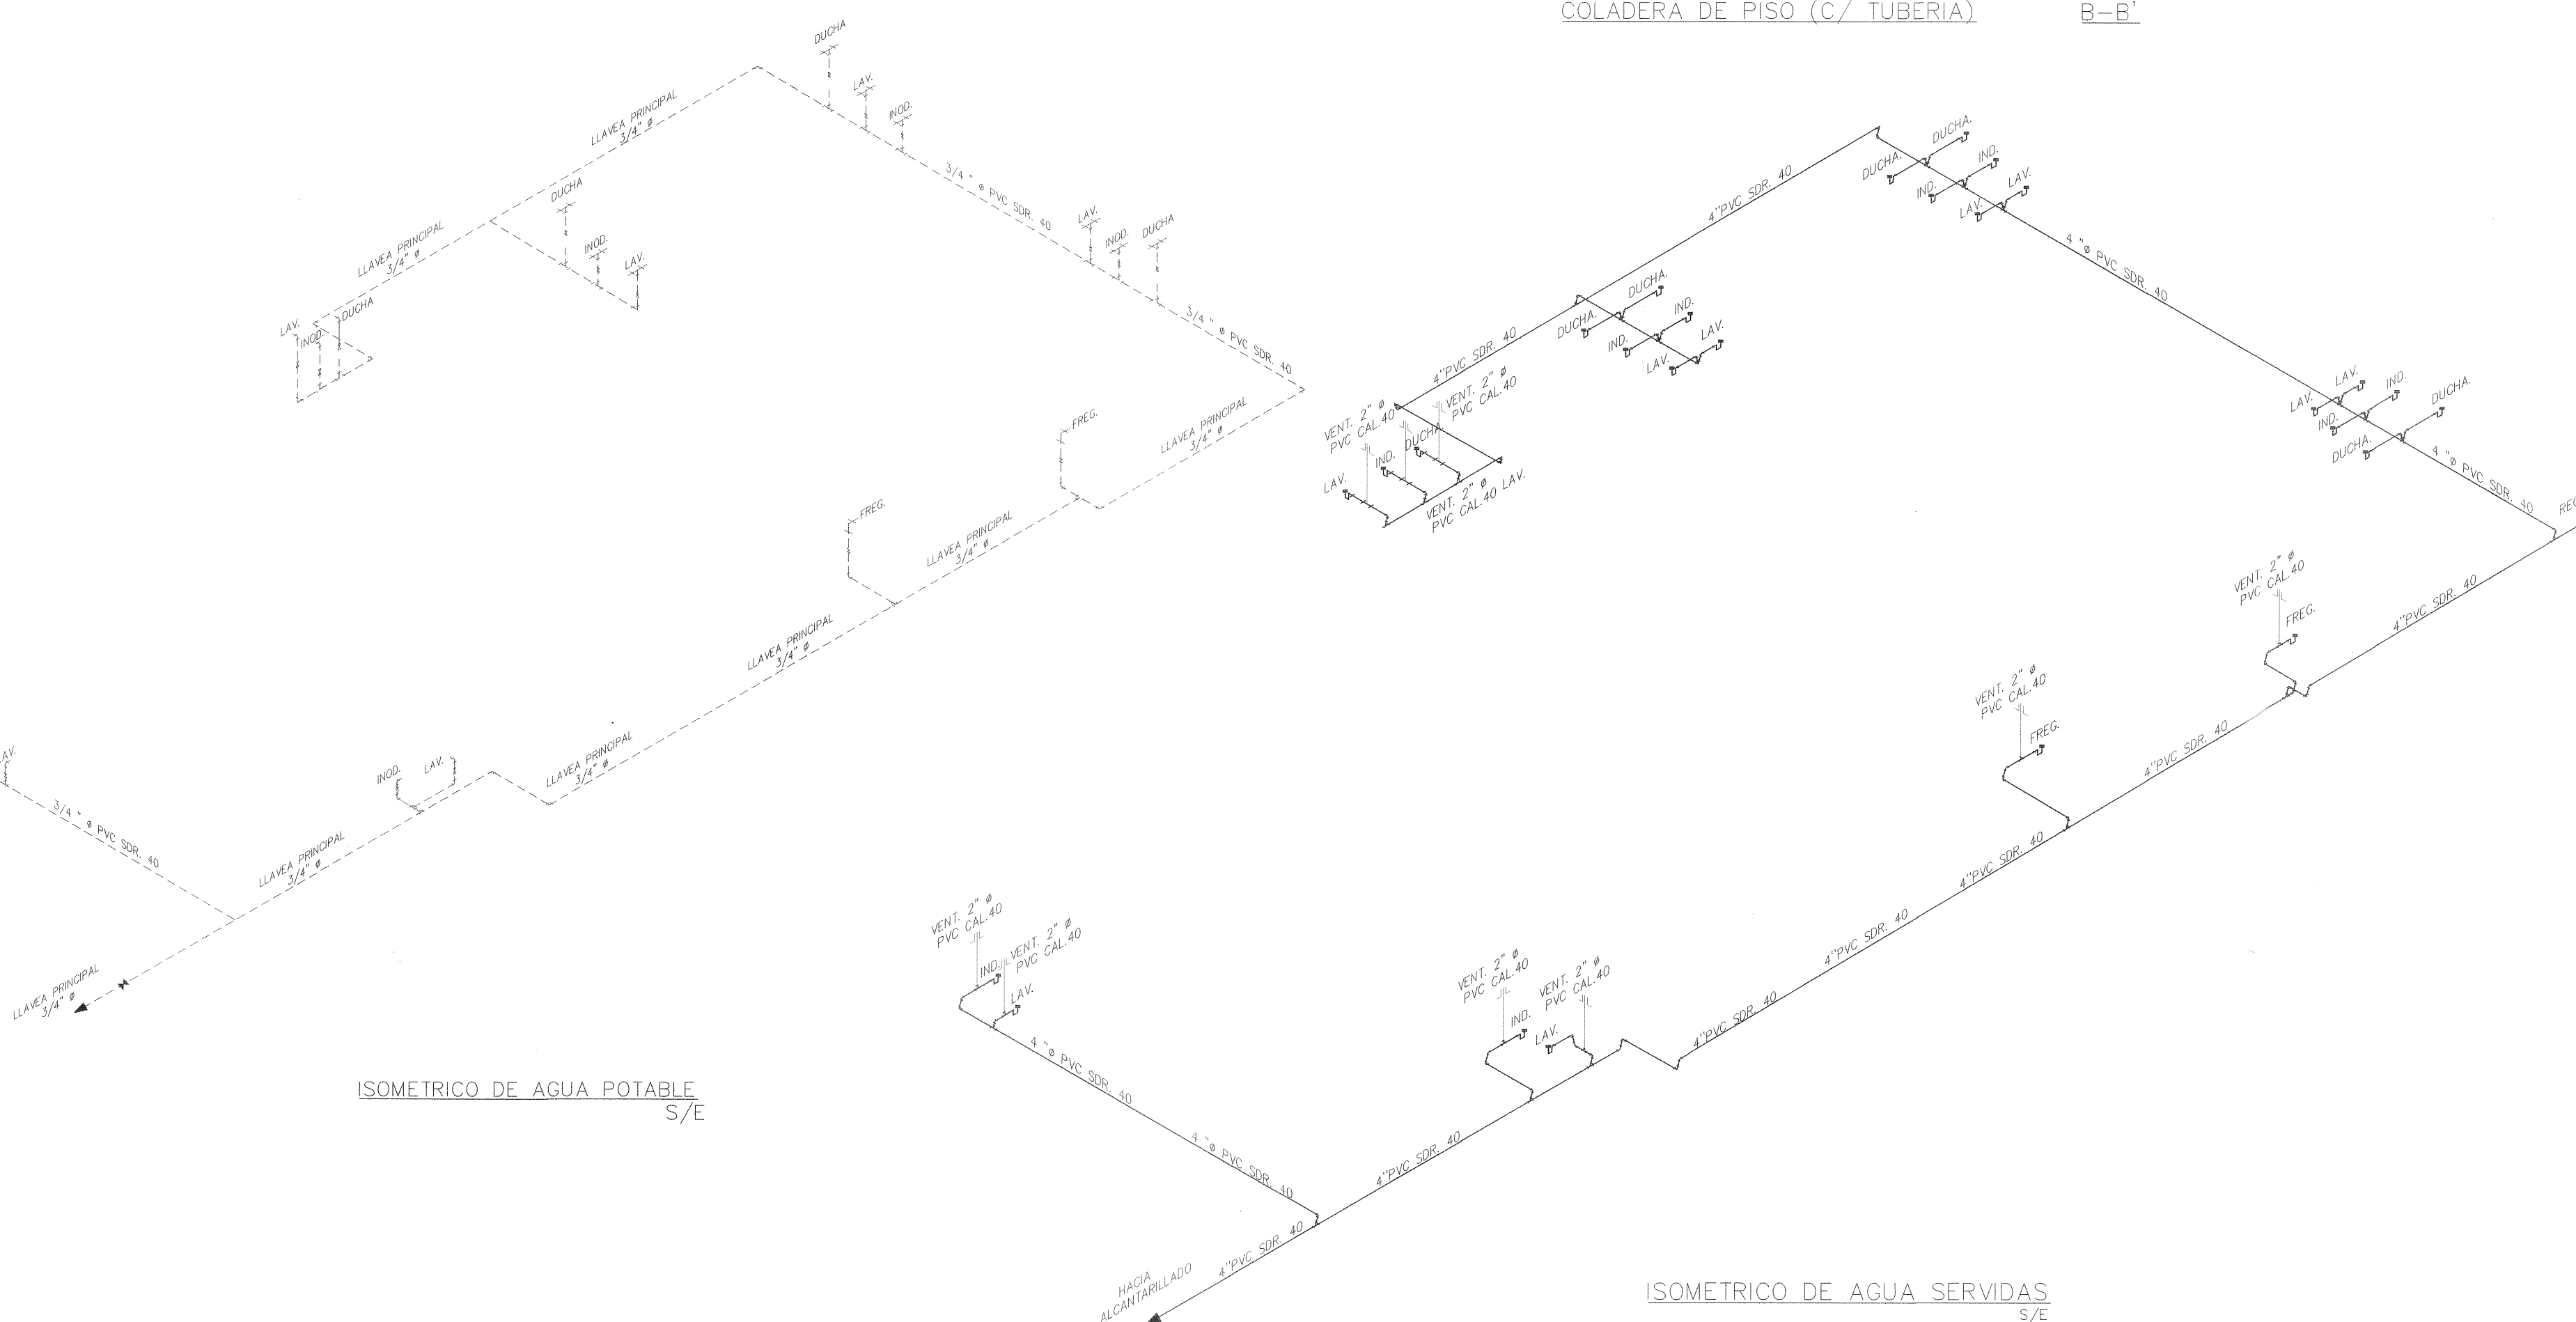 COLADERA DE PISO (C/ TUBERIA)
B-B'
DUCHA
LAV.
INOD.
LLAVEA PRINCIPAL
3/4" Ø
3/4 " Ø PVC SDR. 40
DUCHA
INOD.
LAV.
LLAVEA PRINCIPAL
3/4" Ø
LAV.
INOD.
DUCHA
LAV.
INOD.
DUCHA
3/4 " Ø PVC SDR. 40
LLAVEA PRINCIPAL
3/4" Ø
FREG.
LLAVEA PRINCIPAL
3/4" Ø
FREG.
LLAVEA PRINCIPAL
3/4" Ø
LLAVEA PRINCIPAL
3/4" Ø
INOD.
LAV.
LLAVEA PRINCIPAL
3/4" Ø
3/4 " Ø PVC SDR. 40
LLAVEA PRINCIPAL
3/4" Ø
ISOMETRICO DE AGUA POTABLE
S/E
4"PVC SDR. 40
DUCHA.
DUCHA.
IND.
IND.
LAV.
LAV.
4 "Ø PVC SDR. 40
DUCHA.
DUCHA.
IND.
IND.
LAV.
LAV.
4"PVC SDR. 40
VENT. 2" Ø
PVC CAL.40
VENT. 2" Ø
PVC CAL.40
DUCHA.
IND.
LAV.
VENT. 2" Ø
PVC CAL.40 LAV.
LAV.
LAV.
IND.
IND.
DUCHA.
DUCHA.
4 "Ø PVC SDR. 40
VENT. 2" Ø
PVC CAL.40
FREG.
4"PVC SDR. 40
VENT. 2" Ø
PVC CAL.40
FREG.
4"PVC SDR. 40
4"PVC SDR. 40
4"PVC SDR. 40
4"PVC SDR. 40
VENT. 2" Ø
PVC CAL.40
VENT. 2" Ø
PVC CAL.40
IND.
LAV.
VENT. 2" Ø
PVC CAL.40
VENT. 2" Ø
PVC CAL.40
IND.
LAV.
4 "Ø PVC SDR. 40
4 "Ø PVC SDR. 40
4"PVC SDR. 40
4"PVC SDR. 40
HACIA
ALCANTARILLADO
ISOMETRICO DE AGUA SERVIDAS
S/E